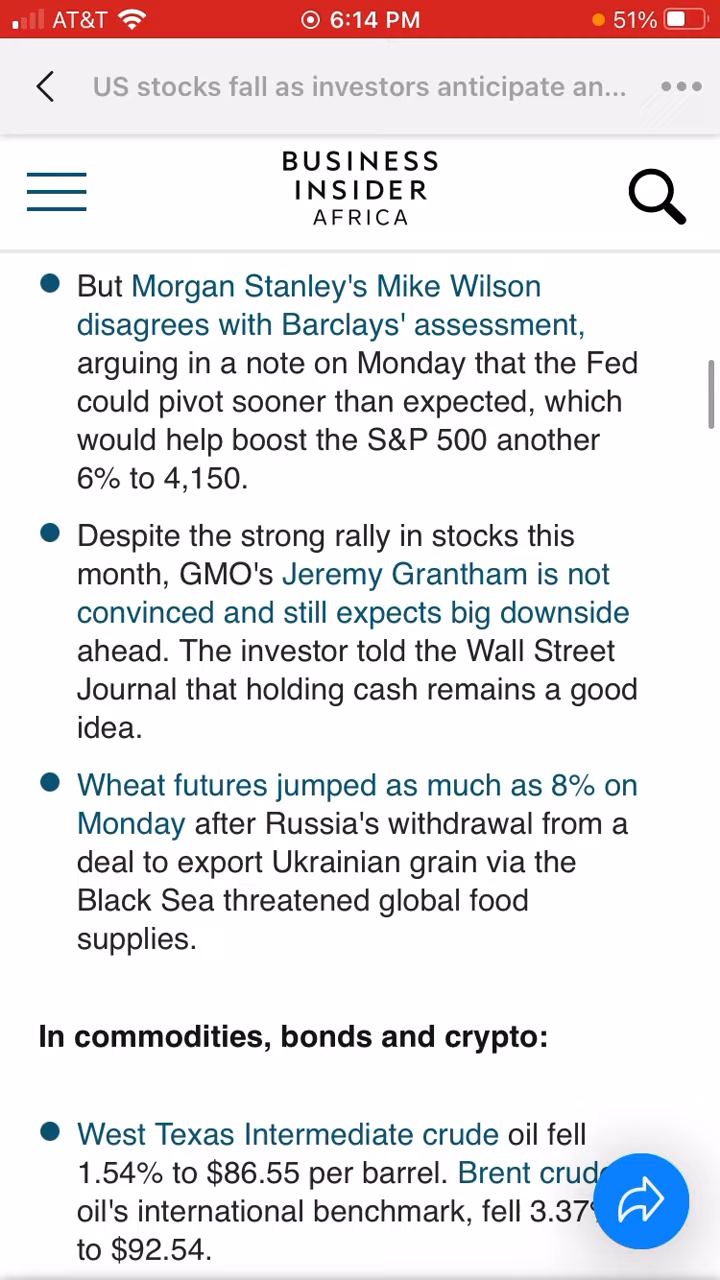 AT&T 6:14 PM 51%
US stocks fall as investors anticipate an...
BUSINESS
INSIDER
AFRICA
But Morgan Stanley's Mike Wilson
disagrees with Barclays' assessment,
arguing in a note on Monday that the Fed
could pivot sooner than expected, which
would help boost the S&P 500 another
6% to 4,150.
Despite the strong rally in stocks this
month, GMO's Jeremy Grantham is not
convinced and still expects big downside
ahead. The investor told the Wall Street
Journal that holding cash remains a good
idea.
Wheat futures jumped as much as 8% on
Monday after Russia's withdrawal from a
deal to export Ukrainian grain via the
Black Sea threatened global food
supplies.
In commodities, bonds and crypto:
West Texas Intermediate crude oil fell
1.54% to $86.55 per barrel. Brent crude
oil's international benchmark, fell 3.37%
to $92.54.